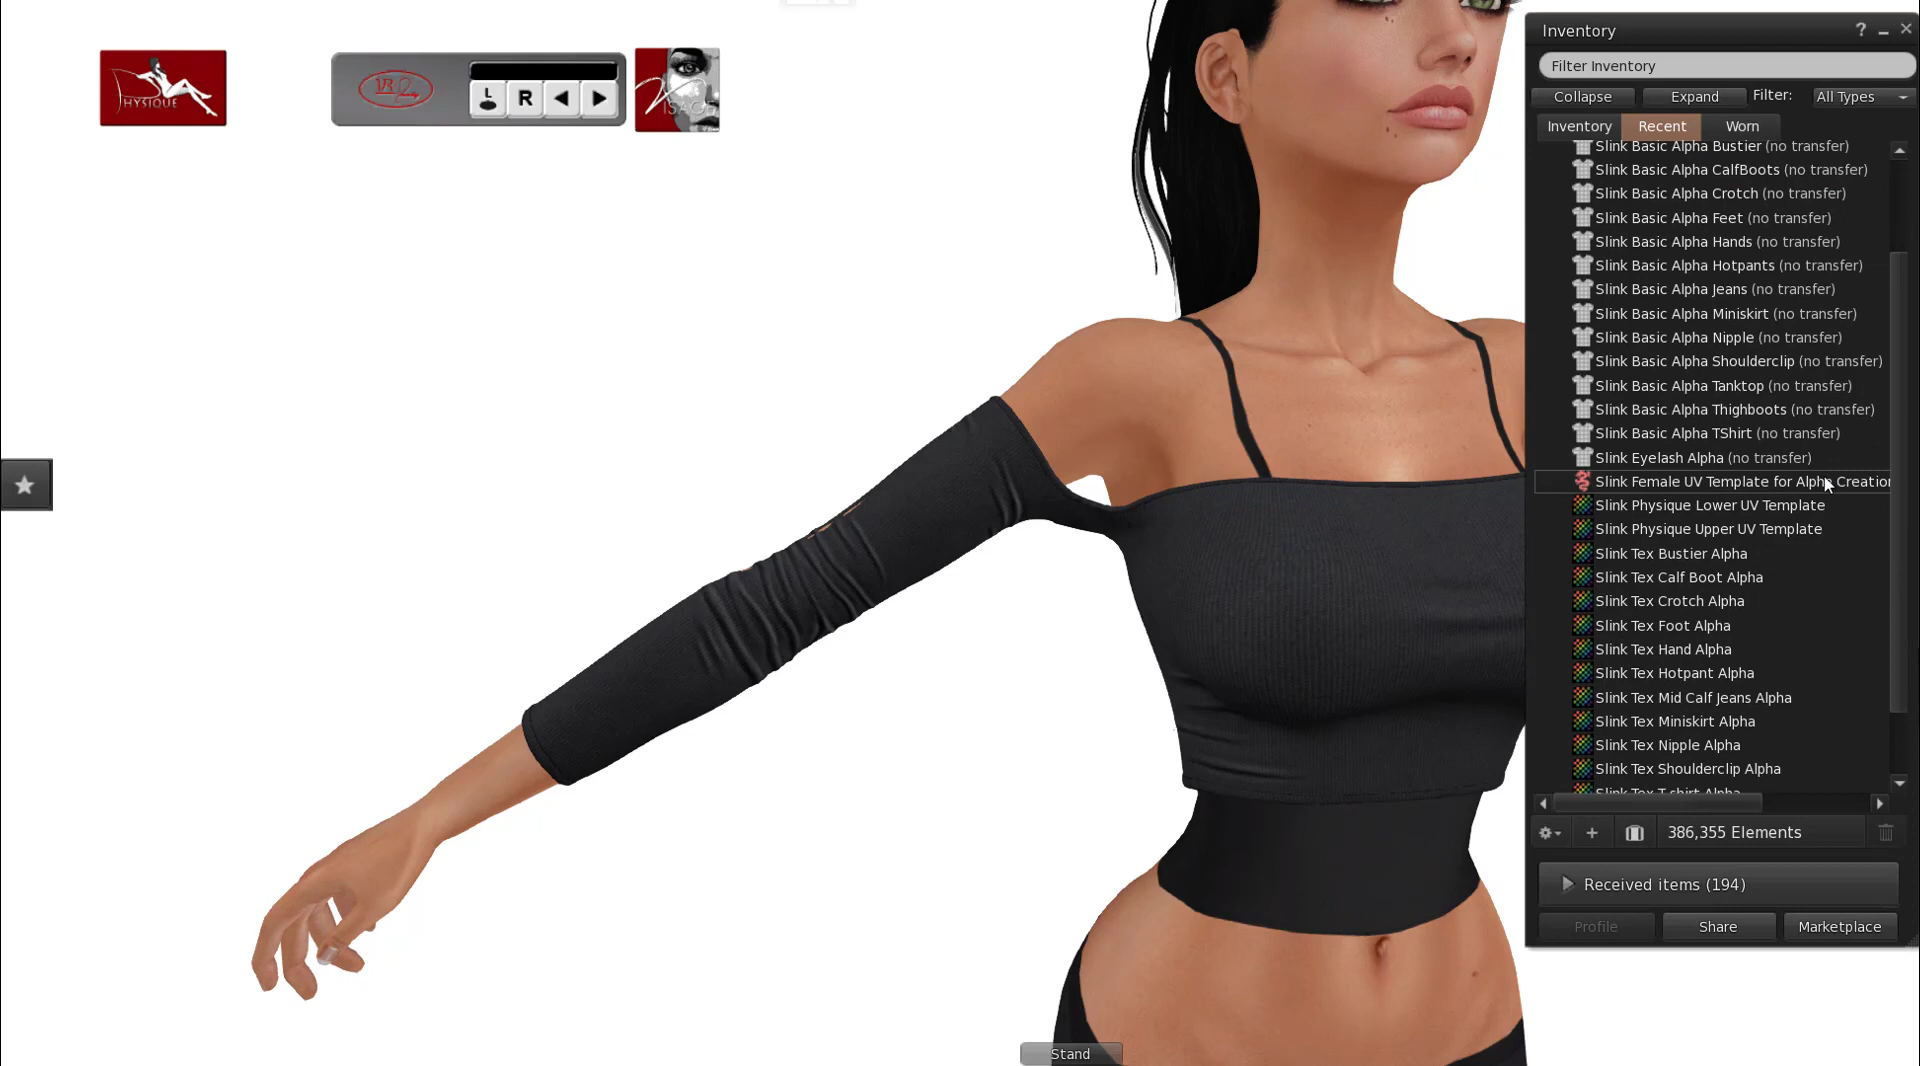 PHYSIQUE
VR
L
R
VISAGE
Inventory
?
Filter Inventory
Collapse
Expand
Filter:
All Types
Inventory
Recent
Worn
Slink Basic Alpha Bustier (no transfer)
Slink Basic Alpha CalfBoots (no transfer)
Slink Basic Alpha Crotch (no transfer)
Slink Basic Alpha Feet (no transfer)
Slink Basic Alpha Hands (no transfer)
Slink Basic Alpha Hotpants (no transfer)
Slink Basic Alpha Jeans (no transfer)
Slink Basic Alpha Miniskirt (no transfer)
Slink Basic Alpha Nipple (no transfer)
Slink Basic Alpha Shoulderclip (no transfer)
Slink Basic Alpha Tanktop (no transfer)
Slink Basic Alpha Thighboots (no transfer)
Slink Basic Alpha TShirt (no transfer)
Slink Eyelash Alpha (no transfer)
Slink Female UV Template for Alpha Creation
Slink Physique Lower UV Template
Slink Physique Upper UV Template
Slink Tex Bustier Alpha
Slink Tex Calf Boot Alpha
Slink Tex Crotch Alpha
Slink Tex Foot Alpha
Slink Tex Hand Alpha
Slink Tex Hotpant Alpha
Slink Tex Mid Calf Jeans Alpha
Slink Tex Miniskirt Alpha
Slink Tex Nipple Alpha
Slink Tex Shoulderclip Alpha
Slink Tex T-shirt Alpha
386,355 Elements
Received items (194)
Profile
Share
Marketplace
Stand